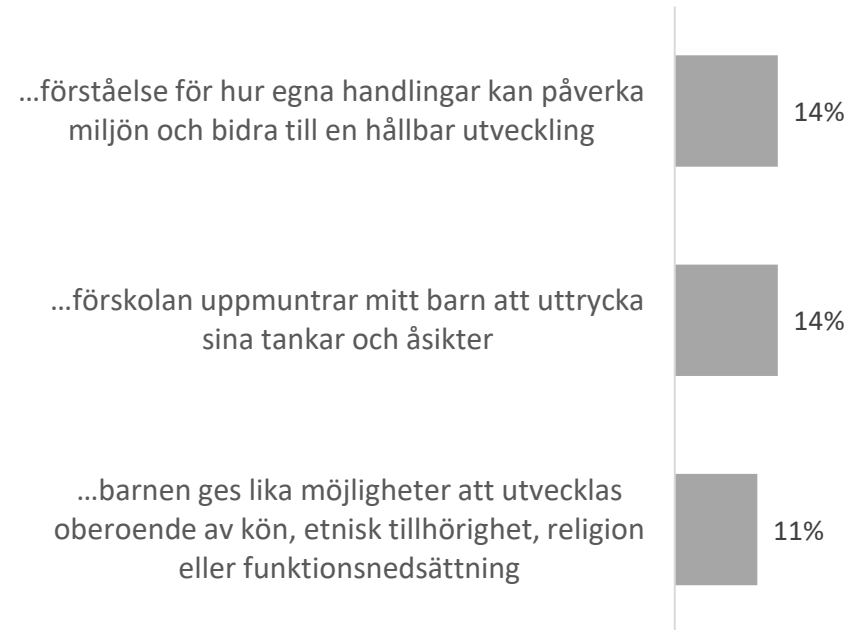 ...förståelse för hur egna handlingar kan påverka
miljön och bidra till en hållbar utveckling
14%
...förskolan uppmuntrar mitt barn att uttrycka
sina tankar och åsikter
14%
...barnen ges lika möjligheter att utvecklas
oberoende av kön, etnisk tillhörighet, religion
eller funktionsnedsättning
11%